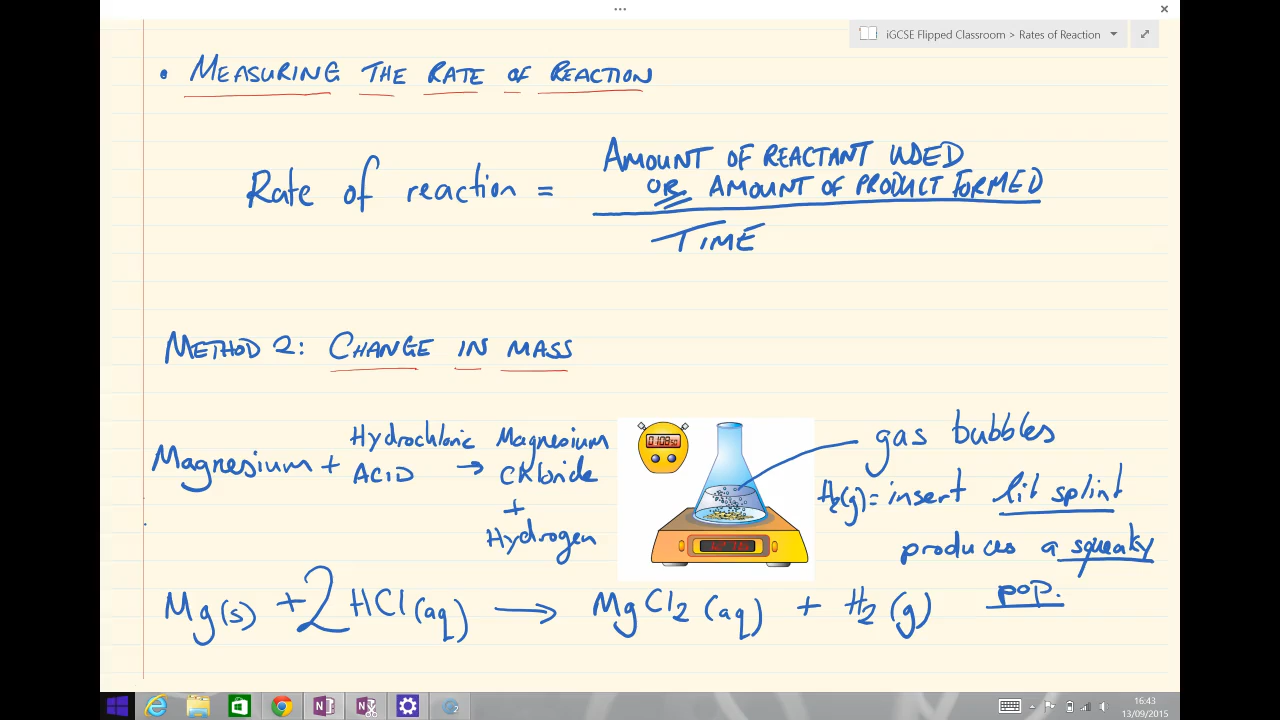 iGCSE Flipped Classroom > Rates of Reaction
• MEASURING THE RATE OF REACTION
Rate of reaction =
AMOUNT OF REACTANT USED
OR AMOUNT OF PRODUCT FORMED
TIME
METHOD 2: CHANGE IN MASS
Magnesium + Hydrochloric ACID → Magnesium Chloride + Hydrogen
gas bubbles
H2(g) = insert lit splint
produces a squeaky
pop.
Mg(s) + 2HCl(aq) → MgCl2(aq) + H2(g)
16:43
13/09/2015